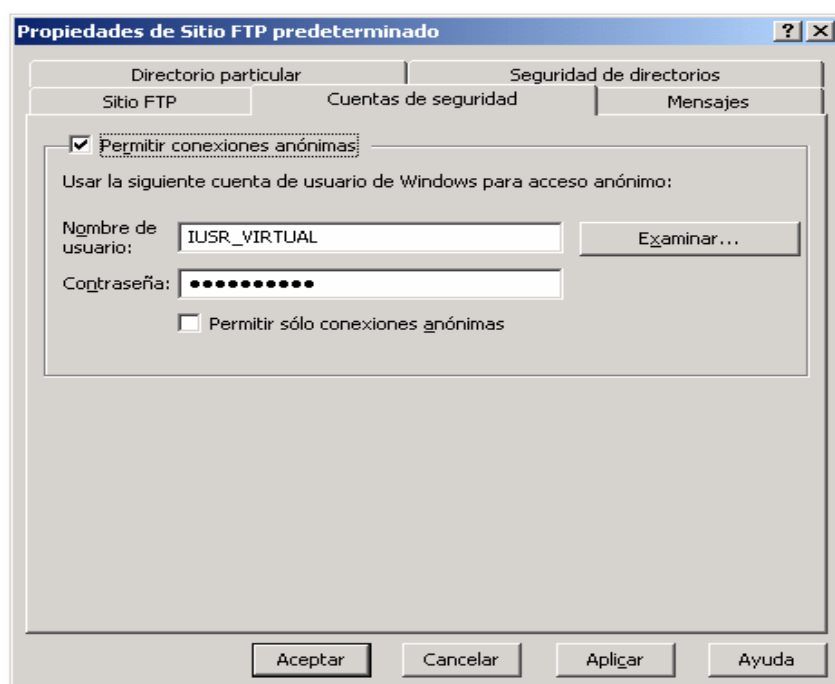 Propiedades de Sitio FTP predeterminado
Directorio particular
Seguridad de directorios
Sitio FTP
Cuentas de seguridad
Mensajes
Permitir conexiones anónimas
Usar la siguiente cuenta de usuario de Windows para acceso anónimo:
Nombre de
usuario:
IUSR_VIRTUAL
Examinar...
Contraseña:
●●●●●●●●●●
Permitir sólo conexiones anónimas
Aceptar
Cancelar
Aplicar
Ayuda